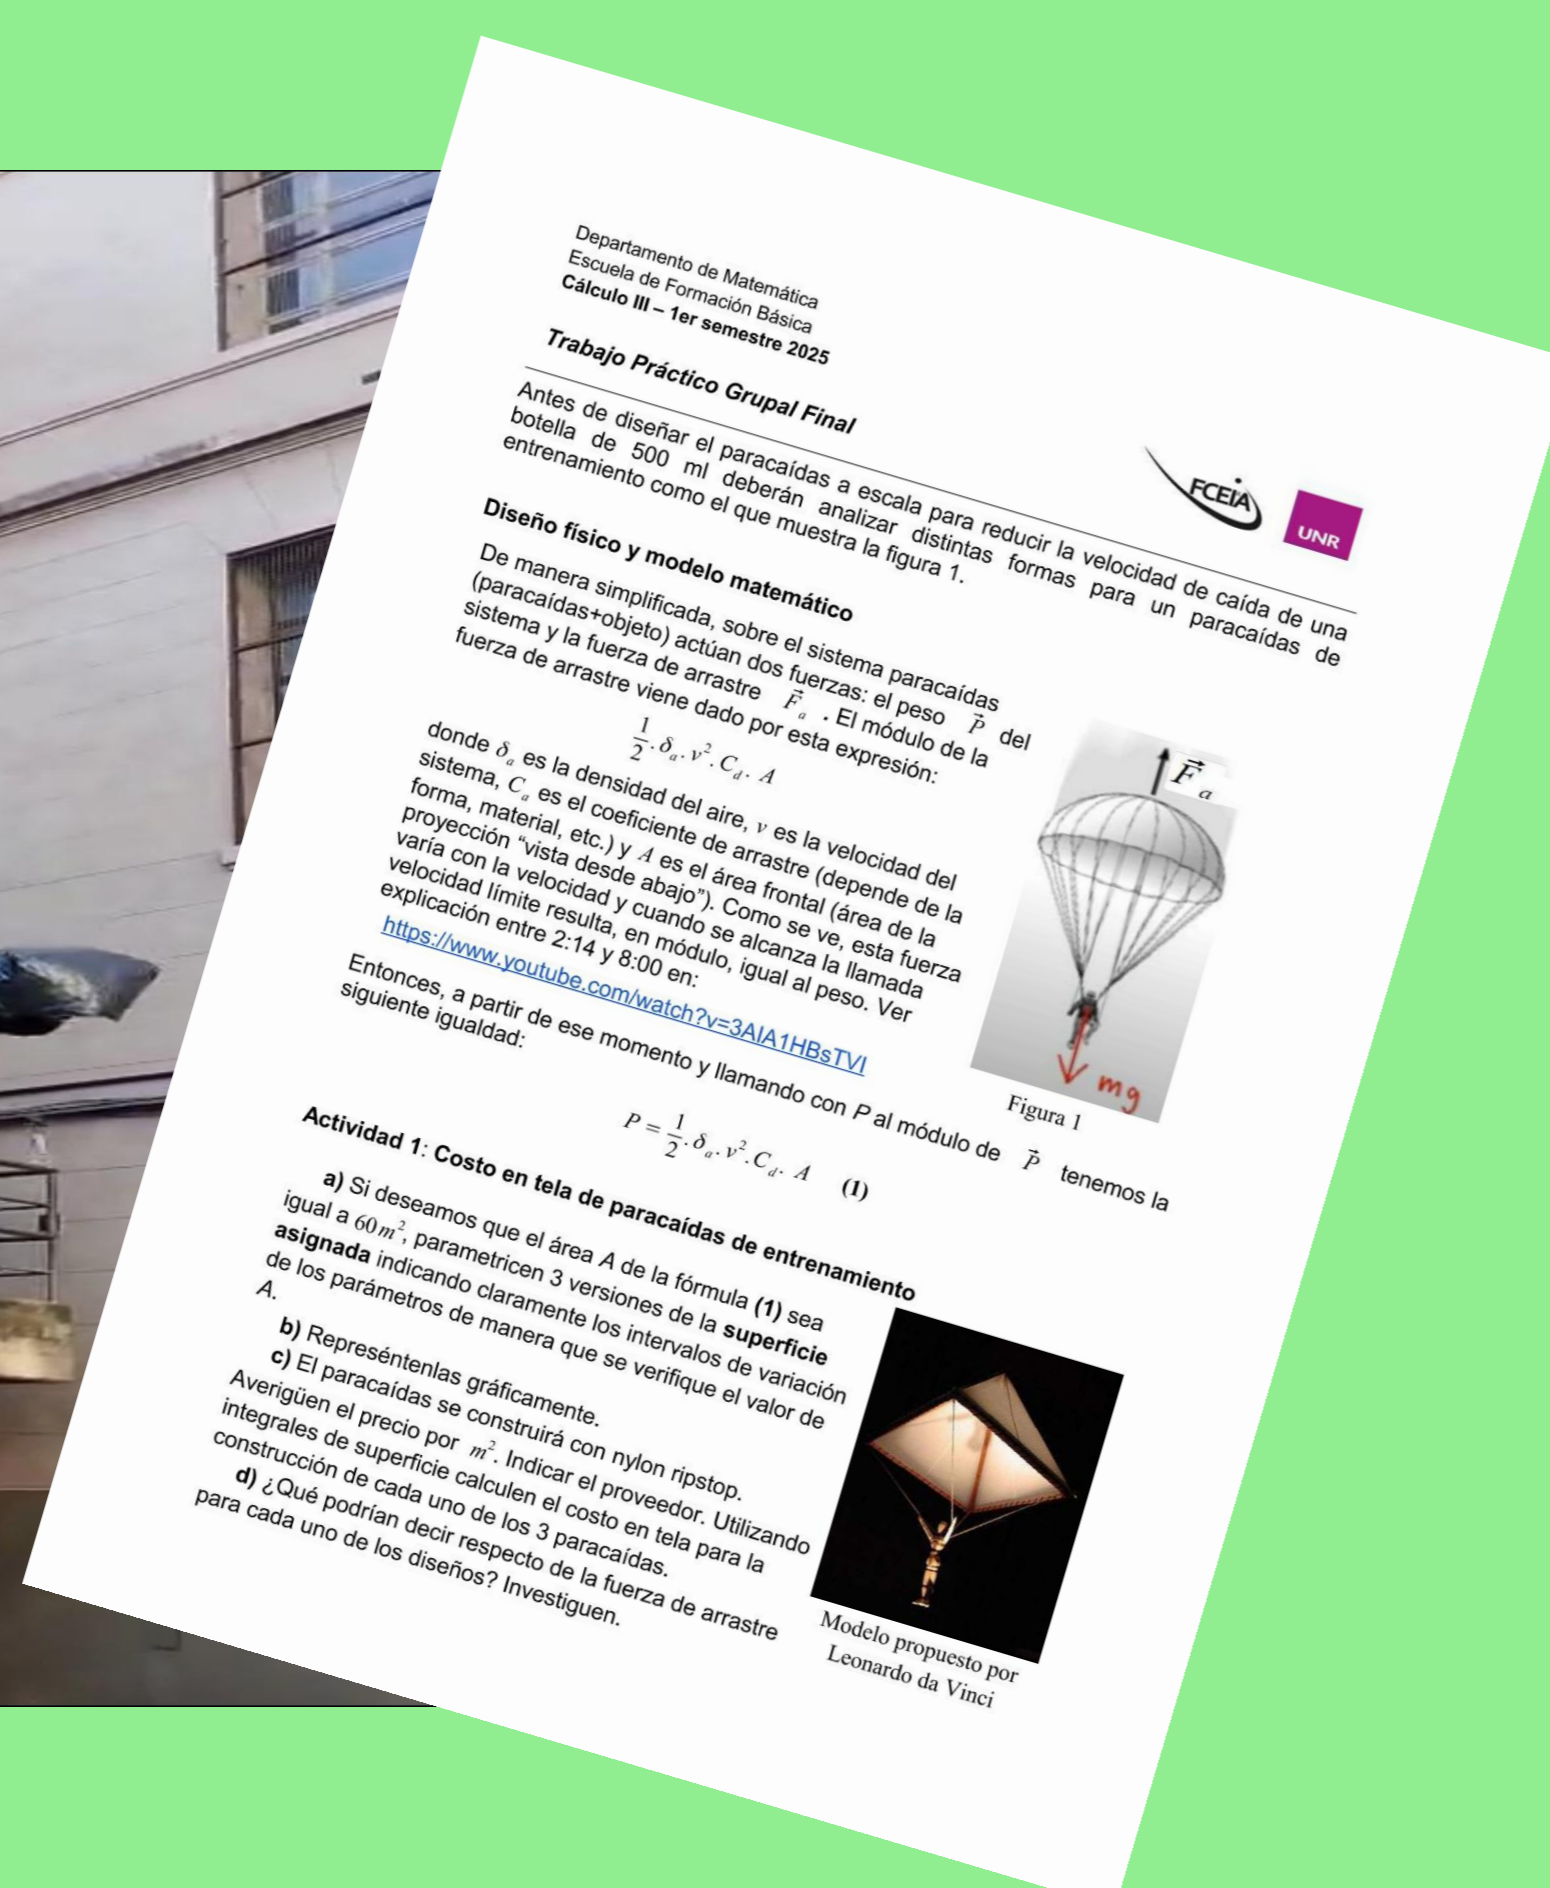 Departamento de Matemática
Escuela de Formación Básica
Cálculo III – 1er semestre 2025
Trabajo Práctico Grupal Final
FCEIA
UNR
Antes de diseñar el paracaídas a escala para reducir la velocidad de caída de una
botella de 500 ml deberán analizar distintas formas para un paracaídas de
entrenamiento como el que muestra la figura 1.
Diseño físico y modelo matemático
De manera simplificada, sobre el sistema paracaídas
(paracaídas+objeto) actúan dos fuerzas: el peso P⃗ del
sistema y la fuerza de arrastre F⃗a . El módulo de la
fuerza de arrastre viene dado por esta expresión:
1/2 . δa . v². Cd . A
donde δa es la densidad del aire, v es la velocidad del
sistema, Ca es el coeficiente de arrastre (depende de la
forma, material, etc.) y A es el área frontal (área de la
proyección “vista desde abajo”). Como se ve, esta fuerza
varía con la velocidad y cuando se alcanza la llamada
velocidad límite resulta, en módulo, igual al peso. Ver
explicación entre 2:14 y 8:00 en:
https://www.youtube.com/watch?v=3AIA1HBsTVI
F⃗a
mg
Figura 1
Entonces, a partir de ese momento y llamando con P al módulo de P⃗ tenemos la
siguiente igualdad:
P = 1/2 . δa . v². Cd . A (1)
Actividad 1: Costo en tela de paracaídas de entrenamiento
a) Si deseamos que el área A de la fórmula (1) sea
igual a 60m², parametricen 3 versiones de la superficie
asignada indicando claramente los intervalos de variación
de los parámetros de manera que se verifique el valor de
A.
b) Represéntenlas gráficamente.
c) El paracaídas se construirá con nylon ripstop.
Averigüen el precio por m². Indicar el proveedor. Utilizando
integrales de superficie calculen el costo en tela para la
construcción de cada uno de los 3 paracaídas.
d) ¿Qué podrían decir respecto de la fuerza de arrastre
para cada uno de los diseños? Investiguen.
Modelo propuesto por
Leonardo da Vinci